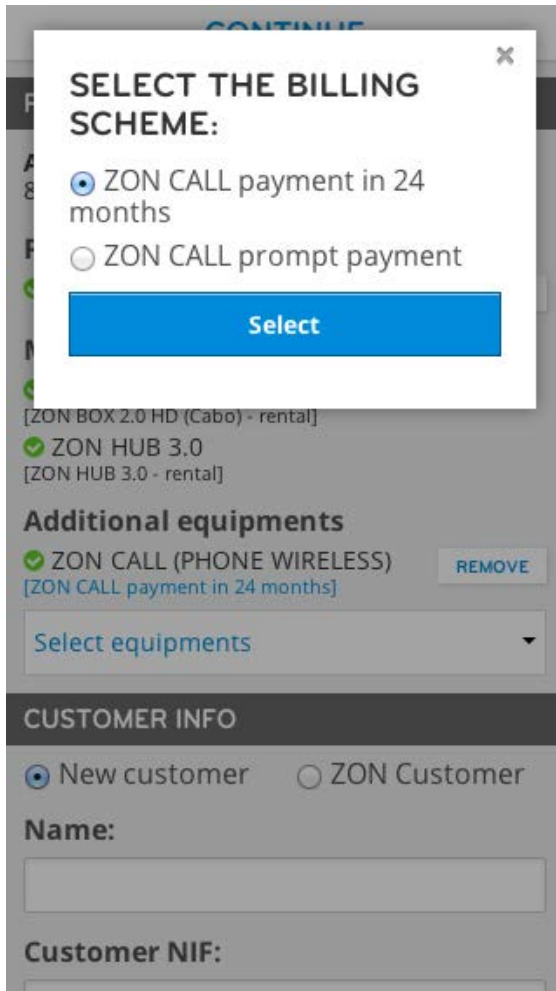 CONTINUE
×
SELECT THE BILLING
SCHEME:
ZON CALL payment in 24
months
ZON CALL prompt payment
Select
[ZON BOX 2.0 HD (Cabo) - rental]
ZON HUB 3.0
[ZON HUB 3.0 - rental]
Additional equipments
ZON CALL (PHONE WIRELESS)
REMOVE
[ZON CALL payment in 24 months]
Select equipments
CUSTOMER INFO
New customer
ZON Customer
Name:
Customer NIF: